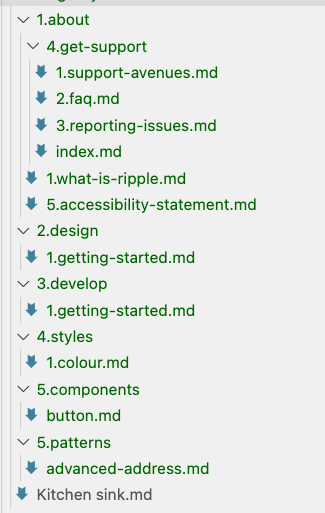 1.about
4.get-support
1.support-avenues.md
2.faq.md
3.reporting-issues.md
index.md
1.what-is-ripple.md
5.accessibility-statement.md
2.design
1.getting-started.md
3.develop
1.getting-started.md
4.styles
1.colour.md
5.components
button.md
5.patterns
advanced-address.md
Kitchen sink.md